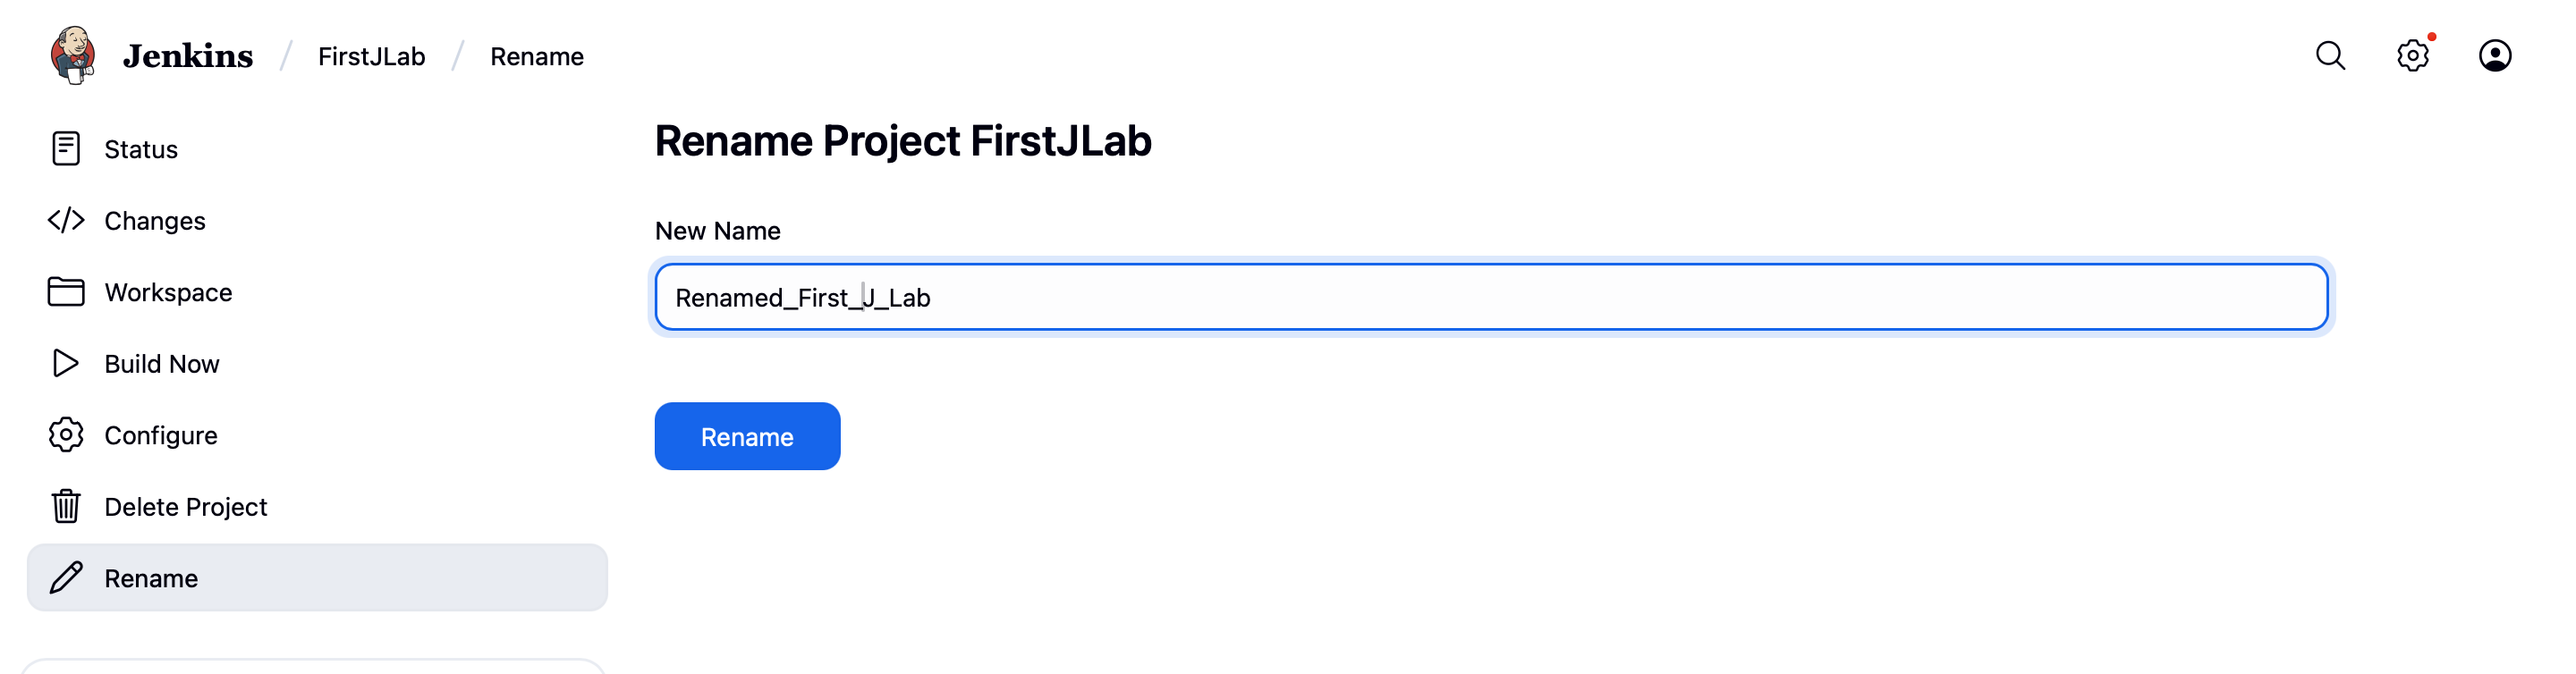 Jenkins / FirstJLab / Rename
Status
Changes
Workspace
Build Now
Configure
Delete Project
Rename
Rename Project FirstJLab
New Name
Renamed_First_J_Lab
Rename